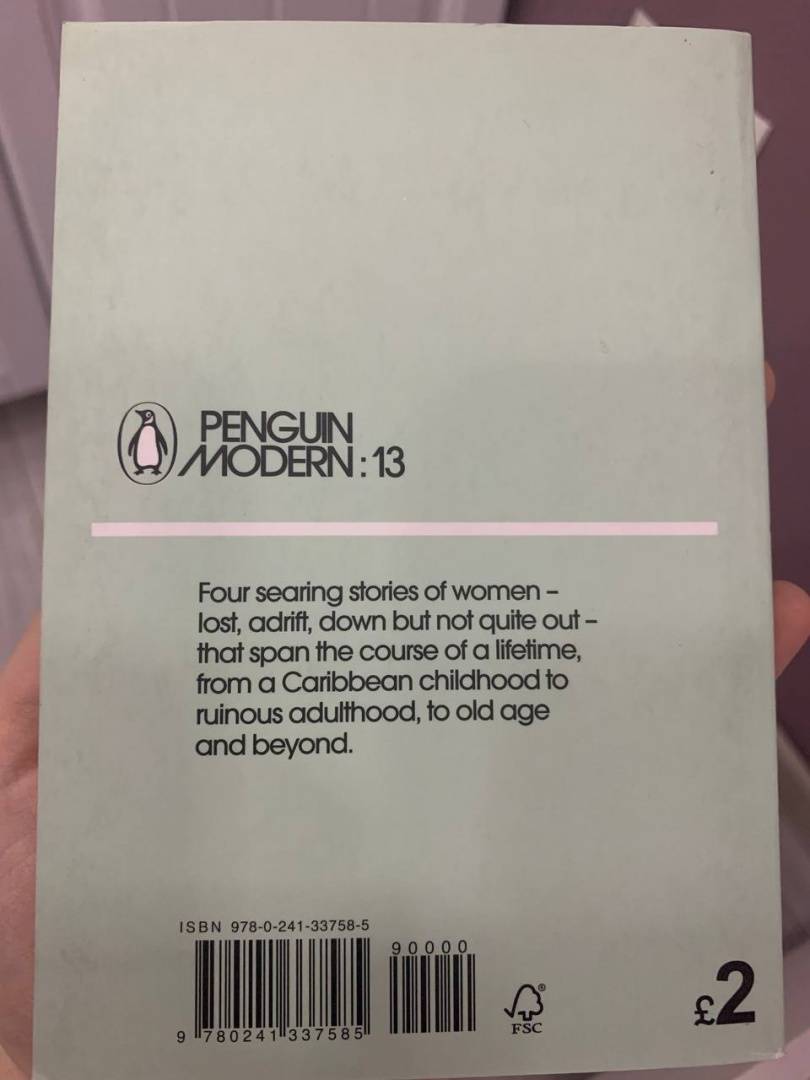 PENGUIN
MODERN : 13
Four searing stories of women –
lost, adrift, down but not quite out –
that span the course of a lifetime,
from a Caribbean childhood to
ruinous adulthood, to old age
and beyond.
ISBN 978-0-241-33758-5
90000
9 780241 337585
FSC®
£2